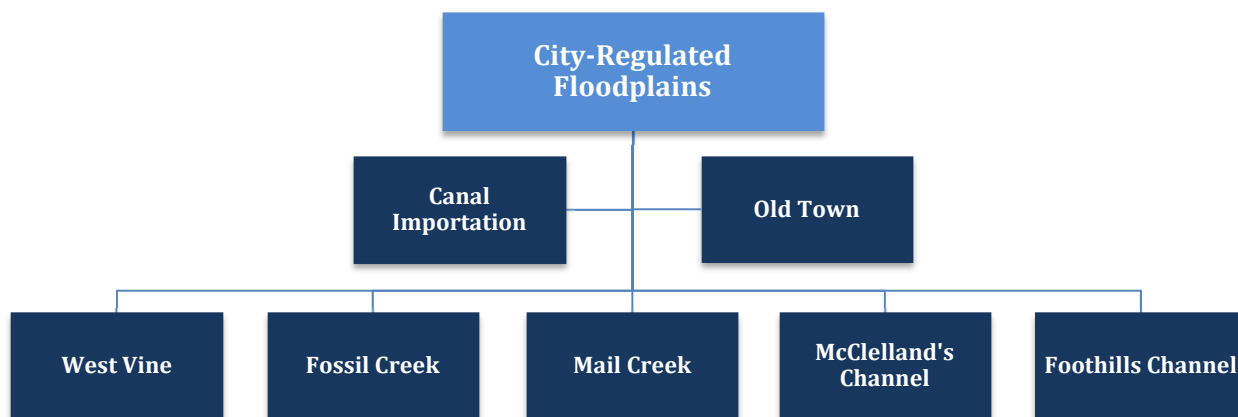 City-Regulated
Floodplains
Canal
Importation
Old Town
West Vine
Fossil Creek
Mail Creek
McClelland's
Channel
Foothills Channel